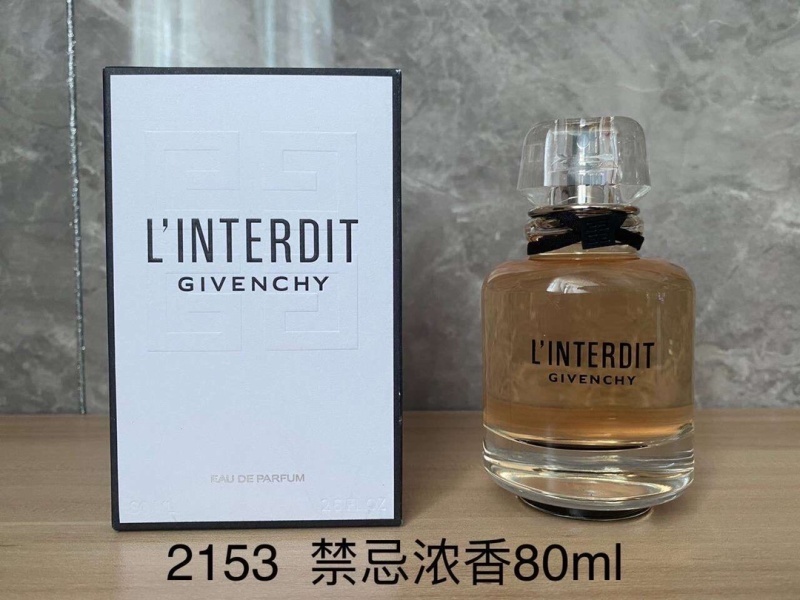 L'INTERDIT
GIVENCHY
EAU DE PARFUM
L'INTERDIT
GIVENCHY
2153 禁忌浓香80ml